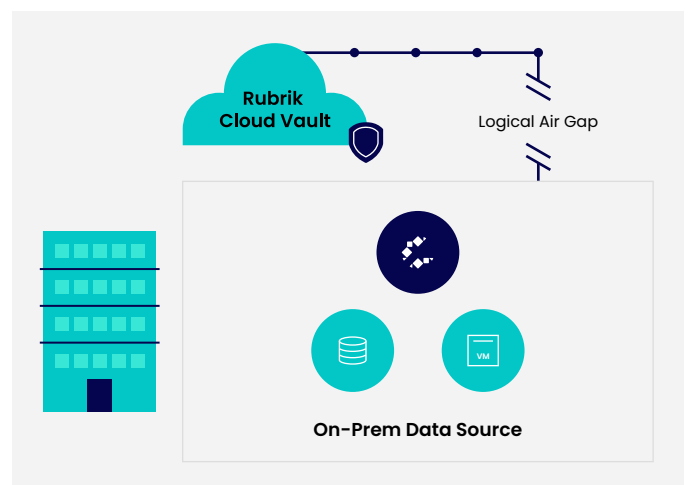 Rubrik
Cloud Vault
Logical Air Gap
VM
On-Prem Data Source